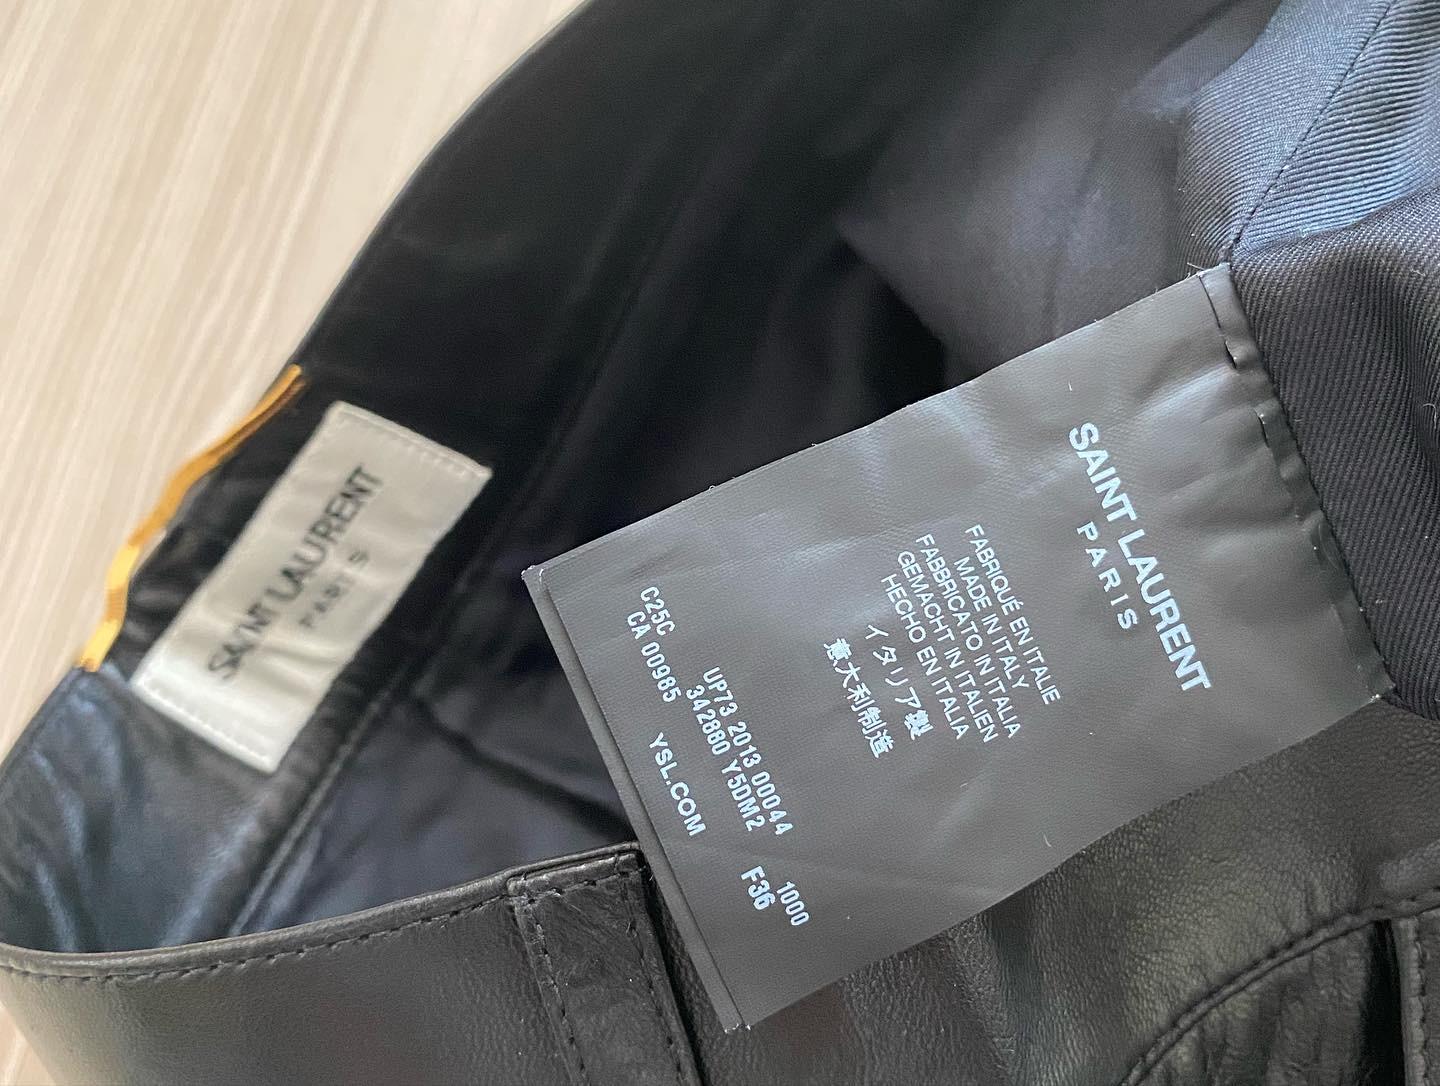 SAINT LAURENT
PARIS
SAINT LAURENT
PARIS
FABRIQUÉ EN ITALIE
MADE IN ITALY
FABBRICATO IN ITALIA
GEMACHT IN ITALIEN
HECHO EN ITALIA
イタリア製
意大利制造
UP73 2013 00044 1000
C25C 342880 Y5DM2 F36
CA 00985 YSL.COM